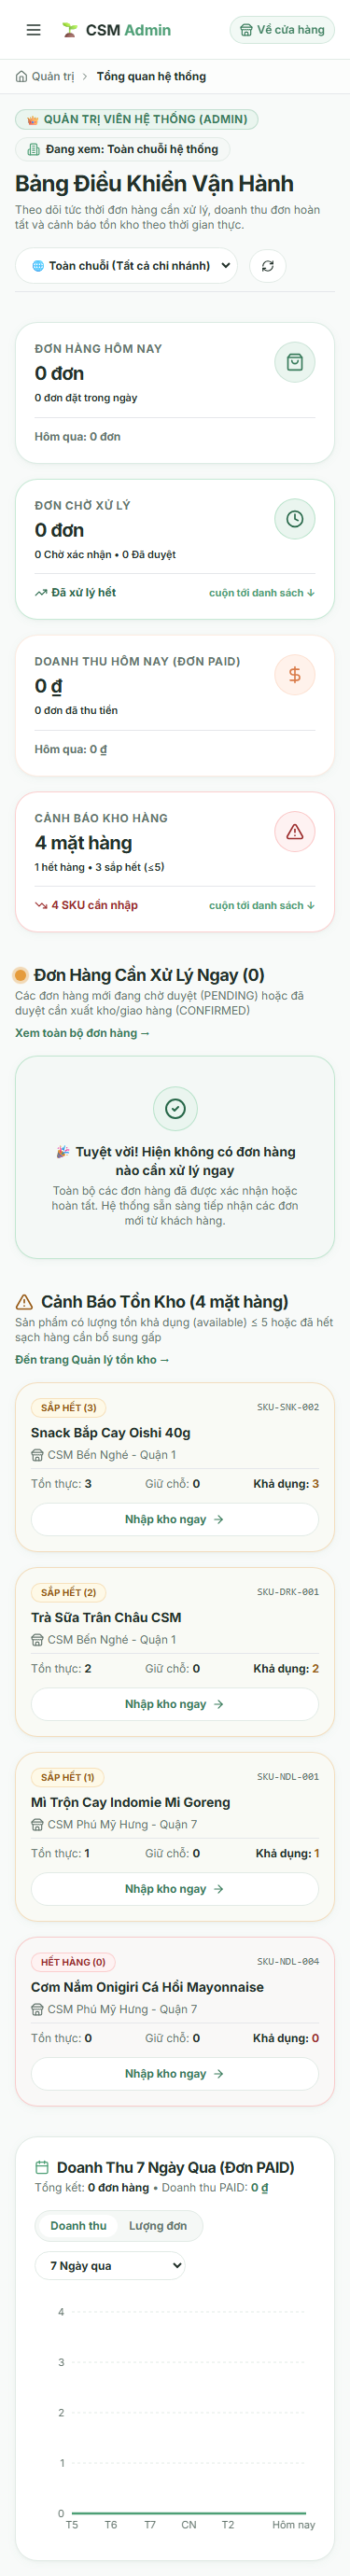 CSM Admin
Về cửa hàng
Quản trị > Tổng quan hệ thống
QUẢN TRỊ VIÊN HỆ THỐNG (ADMIN)
Đang xem: Toàn chuỗi hệ thống
Bảng Điều Khiển Vận Hành
Theo dõi tức thời đơn hàng cần xử lý, doanh thu đơn hoàn
tất và cảnh báo tồn kho theo thời gian thực.
Toàn chuỗi (Tất cả chi nhánh)
ĐƠN HÀNG HÔM NAY
0 đơn
0 đơn đặt trong ngày
Hôm qua: 0 đơn
ĐƠN CHỜ XỬ LÝ
0 đơn
0 Chờ xác nhận • 0 Đã duyệt
Đã xử lý hết
cuộn tới danh sách ↓
DOANH THU HÔM NAY (ĐƠN PAID)
0 ₫
0 đơn đã thu tiền
Hôm qua: 0 ₫
CẢNH BÁO KHO HÀNG
4 mặt hàng
1 hết hàng • 3 sắp hết (≤5)
4 SKU cần nhập
cuộn tới danh sách ↓
Đơn Hàng Cần Xử Lý Ngay (0)
Các đơn hàng mới đang chờ duyệt (PENDING) hoặc đã
duyệt cần xuất kho/giao hàng (CONFIRMED)
Xem toàn bộ đơn hàng →
🎉 Tuyệt vời! Hiện không có đơn hàng
nào cần xử lý ngay
Toàn bộ các đơn hàng đã được xác nhận hoặc
hoàn tất. Hệ thống sẵn sàng tiếp nhận các đơn
mới từ khách hàng.
Cảnh Báo Tồn Kho (4 mặt hàng)
Sản phẩm có lượng tồn khả dụng (available) ≤ 5 hoặc đã hết
sạch hàng cần bổ sung gấp
Đến trang Quản lý tồn kho →
SẮP HẾT (3)
SKU-SNK-002
Snack Bắp Cay Oishi 40g
CSM Bến Nghé - Quận 1
Tồn thực: 3 Giữ chỗ: 0 Khả dụng: 3
Nhập kho ngay →
SẮP HẾT (2)
SKU-DRK-001
Trà Sữa Trân Châu CSM
CSM Bến Nghé - Quận 1
Tồn thực: 2 Giữ chỗ: 0 Khả dụng: 2
Nhập kho ngay →
SẮP HẾT (1)
SKU-NDL-001
Mì Trộn Cay Indomie Mi Goreng
CSM Phú Mỹ Hưng - Quận 7
Tồn thực: 1 Giữ chỗ: 0 Khả dụng: 1
Nhập kho ngay →
HẾT HÀNG (0)
SKU-NDL-004
Cơm Nắm Onigiri Cá Hồi Mayonnaise
CSM Phú Mỹ Hưng - Quận 7
Tồn thực: 0 Giữ chỗ: 0 Khả dụng: 0
Nhập kho ngay →
Doanh Thu 7 Ngày Qua (Đơn PAID)
Tổng kết: 0 đơn hàng • Doanh thu PAID: 0 ₫
Doanh thu
Lượng đơn
7 Ngày qua
4
3
2
1
0
T5 T6 T7 CN T2 Hôm nay